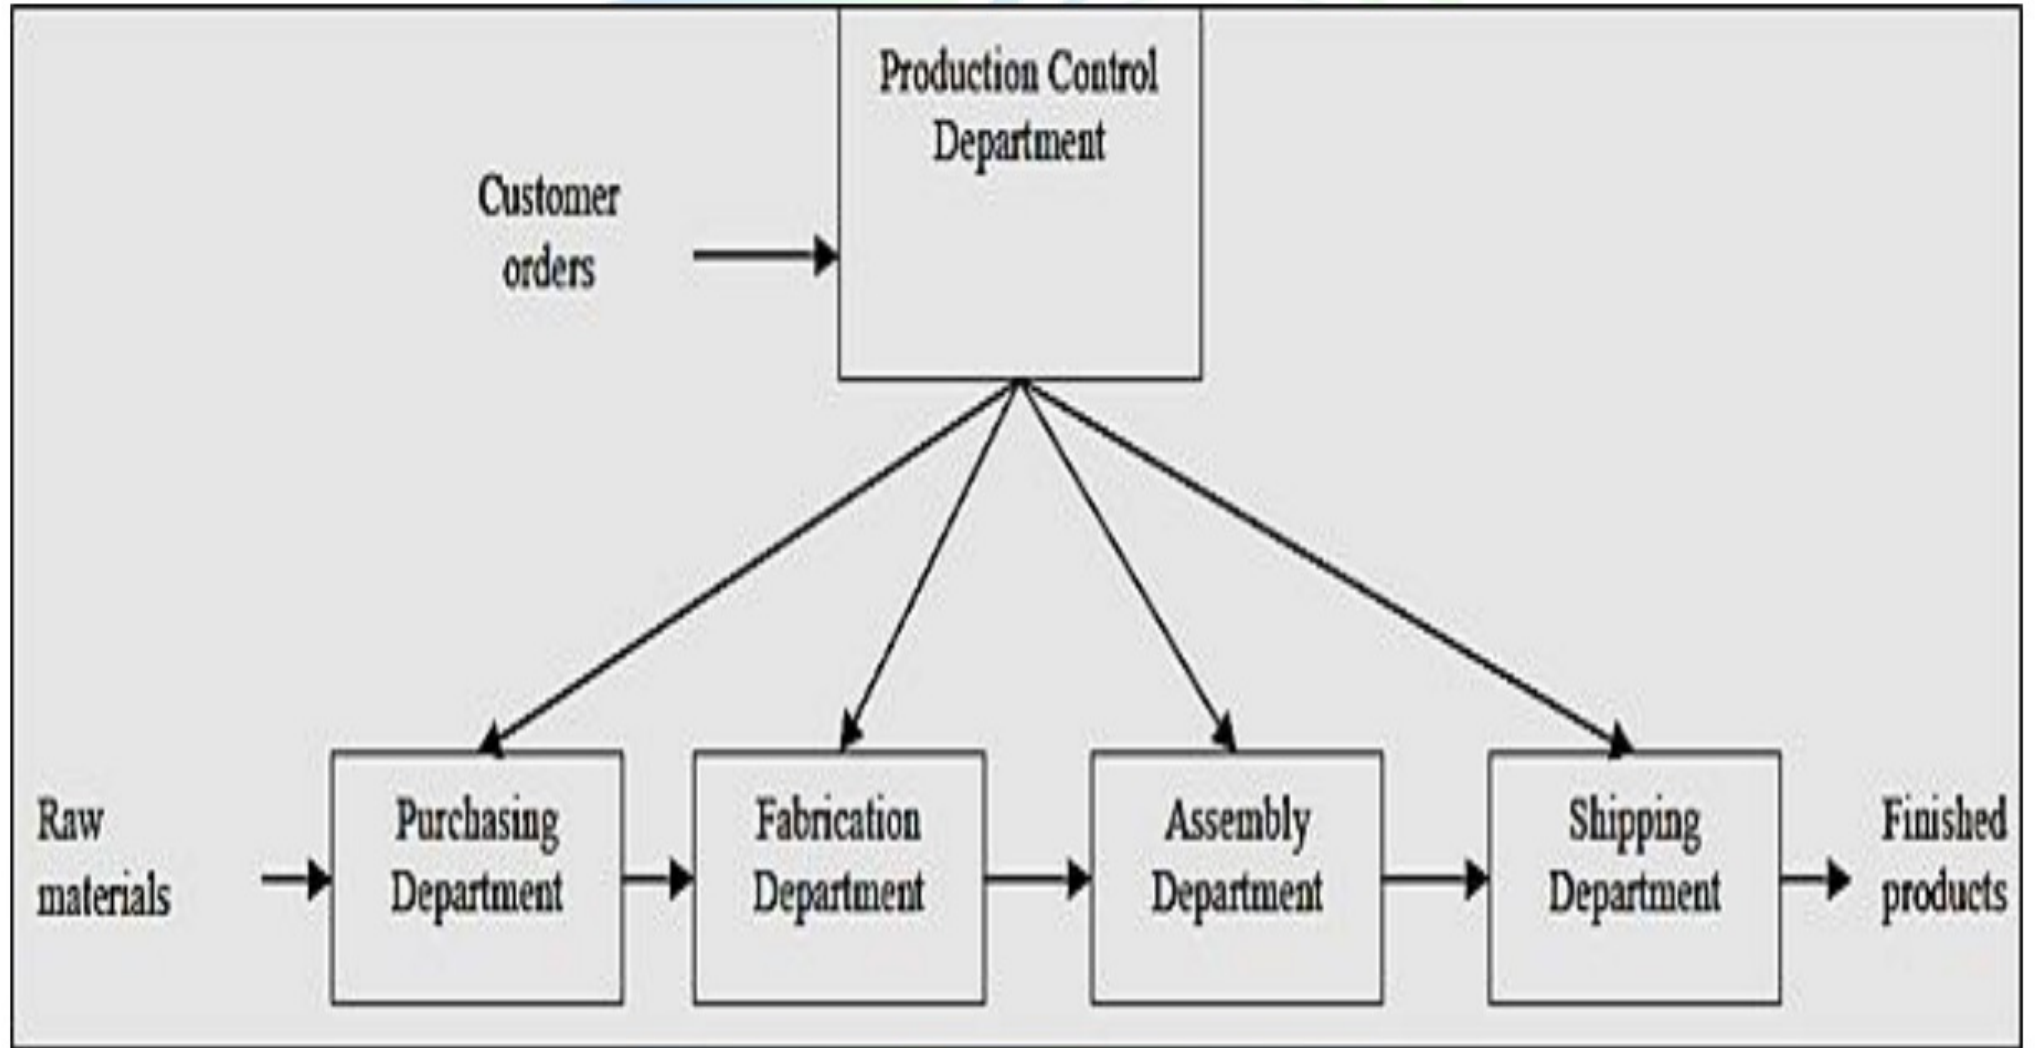 Production Control
Department
Customer
orders
Raw
materials
Purchasing
Department
Fabrication
Department
Assembly
Department
Shipping
Department
Finished
products